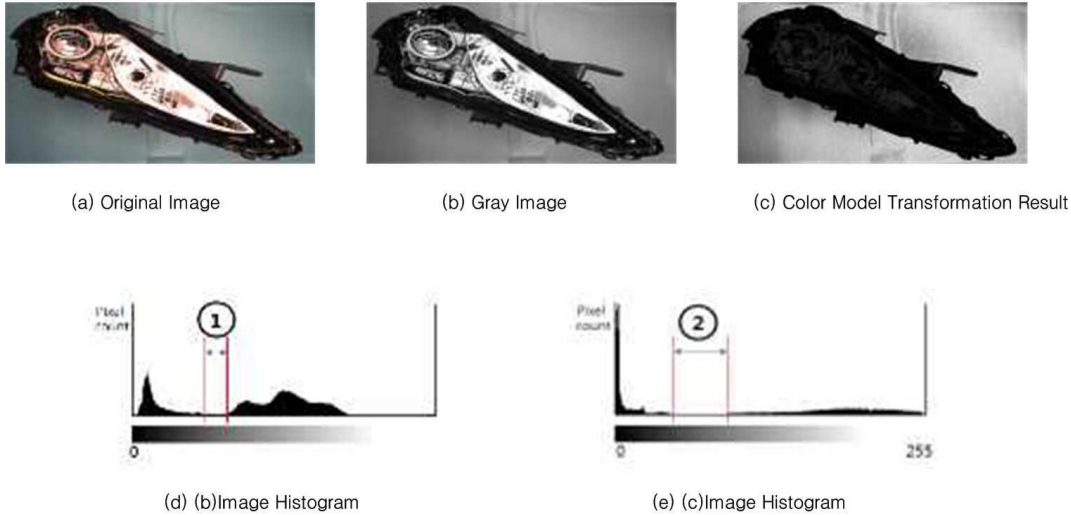 (a) Original Image
(b) Gray Image
(c) Color Model Transformation Result
Pixel
count
1
Pixel
count
2
0
0
255
(d) (b)Image Histogram
(e) (c)Image Histogram